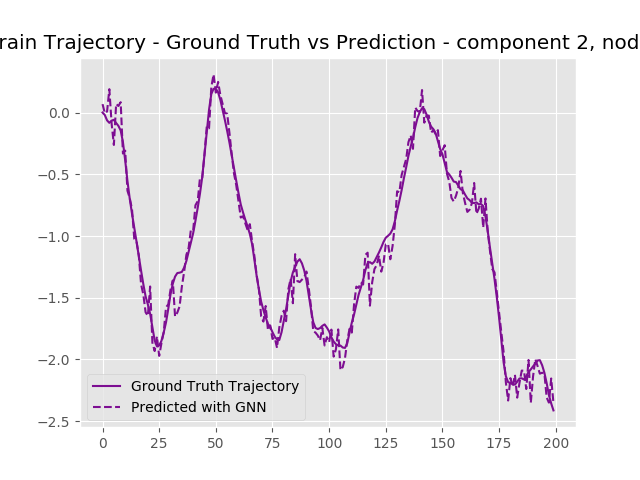 rain Trajectory - Ground Truth vs Prediction - component 2, nod
0.0
−0.5
−1.0
−1.5
−2.0
−2.5
0 25 50 75 100 125 150 175 200
Ground Truth Trajectory
Predicted with GNN